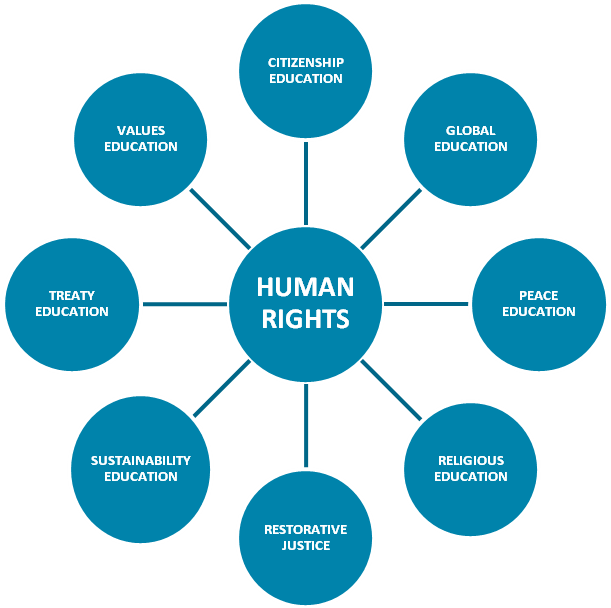 CITIZENSHIP
EDUCATION
GLOBAL
EDUCATION
PEACE
EDUCATION
RELIGIOUS
EDUCATION
RESTORATIVE
JUSTICE
SUSTAINABILITY
EDUCATION
TREATY
EDUCATION
VALUES
EDUCATION
HUMAN
RIGHTS